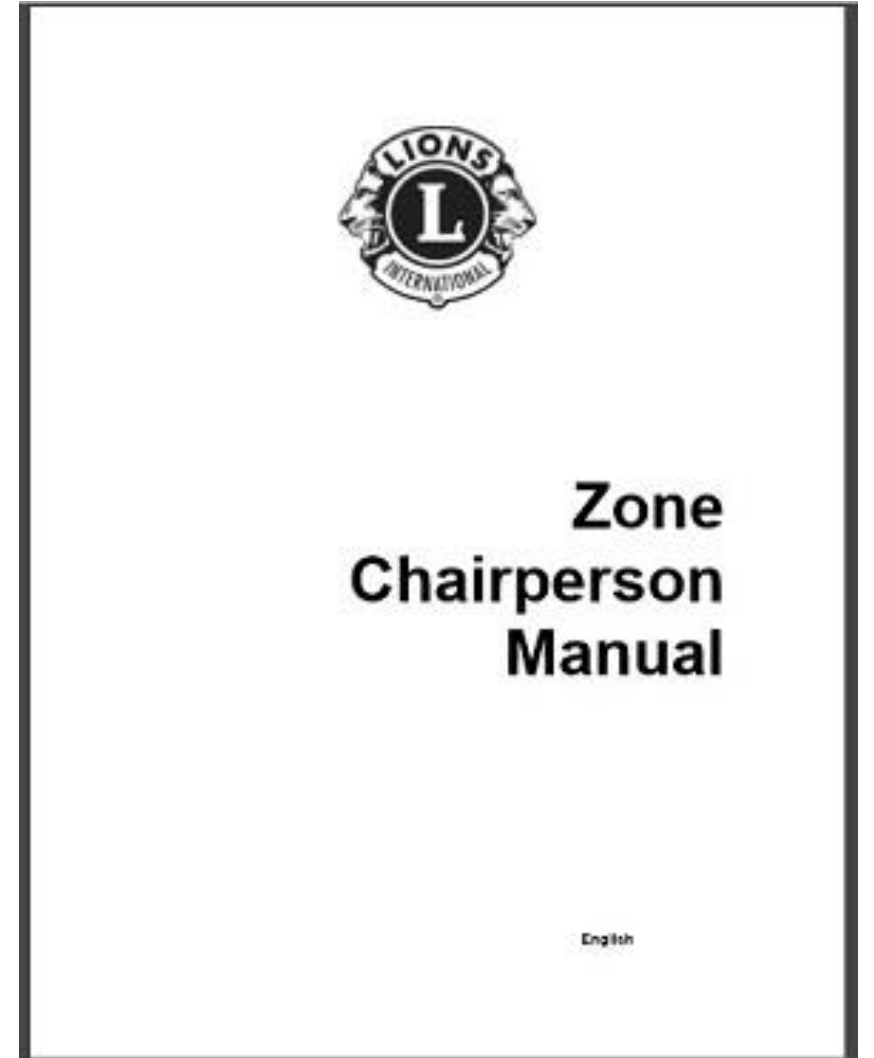 LIONS
L
INTERNATIONAL
®
Zone
Chairperson
Manual
English